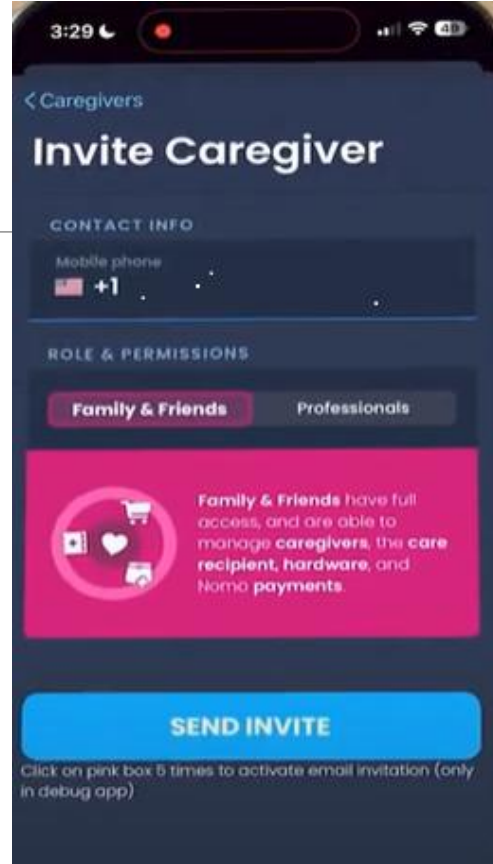 3:29
49
Caregivers
Invite Caregiver
CONTACT INFO
Mobile phone
+1
ROLE & PERMISSIONS
Family & Friends
Professionals
Family & Friends have full
access, and are able to
manage caregivers, the care
recipient, hardware, and
Nomo payments.
SEND INVITE
Click on pink box 5 times to activate email invitation (only
in debug app)